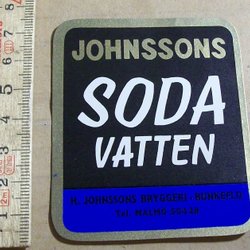 JOHNSSONS
SODA
VATTEN
H. JOHNSSONS BRYGGERI - BUNKEFLO
Tel. MALMÖ